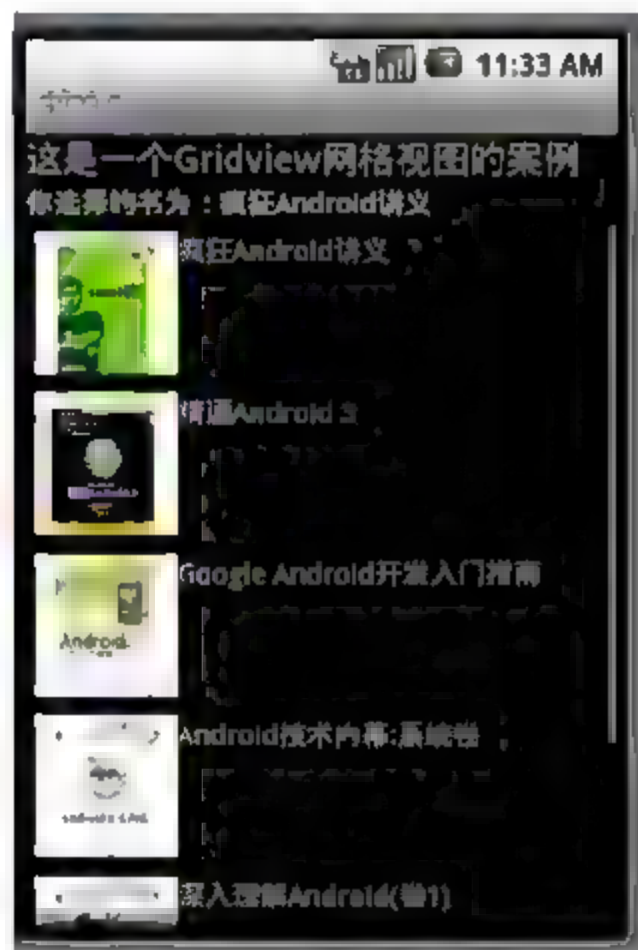 11:33 AM
这是一个Gridview网格视图的案例
你选择的书为：疯狂Android讲义
疯狂Android讲义
精通Android 3
Google Android开发入门指南
Android
Android技术内幕:系统卷
深入理解Android(卷1)